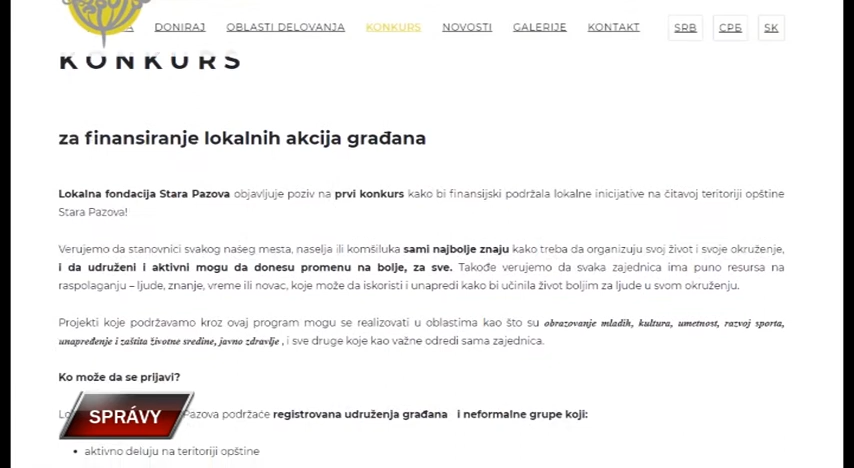 DONIRAJ OBLASTI DELOVANJA KONKURS NOVOSTI GALERIJE KONTAKT SRB СРБ SK
KONKURS
za finansiranje lokalnih akcija građana
Lokalna fondacija Stara Pazova objavljuje poziv na prvi konkurs kako bi finansijski podržala lokalne inicijative na čitavoj teritoriji opštine
Stara Pazova!
Verujemo da stanovnici svakog našeg mesta, naselja ili komšiluka sami najbolje znaju kako treba da organizuju svoj život i svoje okruženje,
i da udruženi i aktivni mogu da donesu promenu na bolje, za sve. Takođe verujemo da svaka zajednica ima puno resursa na
raspolaganju – ljude, znanje, vreme ili novac, koje može da iskoristi i unapredi kako bi učinila život boljim za ljude u svom okruženju.
Projekti koje podržavamo kroz ovaj program mogu se realizovati u oblastima kao što su obrazovanje mladih, kultura, umetnost, razvoj sporta,
unapređenje i zaštita životne sredine, javno zdravlje , i sve druge koje kao važne odredi sama zajednica.
Ko može da se prijavi?
Pazova podržaće registrovana udruženja građana i neformalne grupe koji:
SPRÁVY
• aktivno deluju na teritoriji opštine